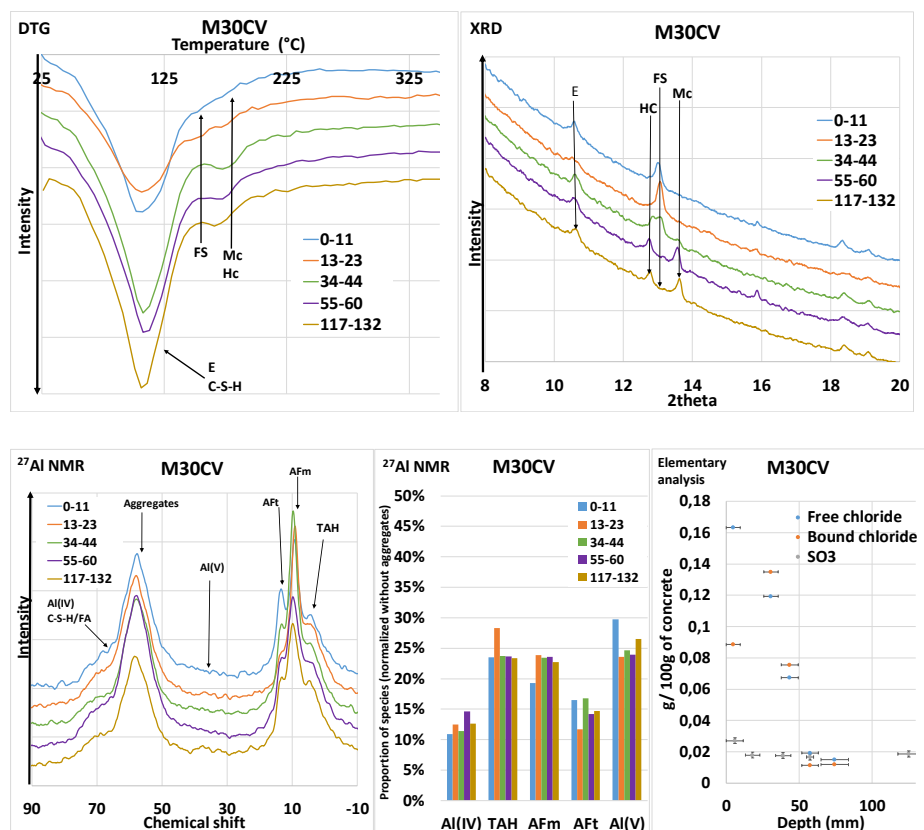 DTG
M30CV
Temperature (°C)
25
125
225
325
Intensity
FS
Mc
Hc
0-11
13-23
34-44
55-60
117-132
E
C-S-H
XRD
M30CV
E
HC
FS
Mc
0-11
13-23
34-44
55-60
117-132
Intensity
8
10
12
14
16
18
20
2theta
27Al NMR
M30CV
0-11
13-23
34-44
55-60
117-132
Aggregates
AFm
AFt
TAH
Al(V)
Al(IV)
C-S-H/FA
Intensity
90
70
50
30
10
-10
Chemical shift
27Al NMR
M30CV
Proportion of species (normalized without aggregates)
50%
45%
40%
35%
30%
25%
20%
15%
10%
5%
0%
0-11
13-23
34-44
55-60
117-132
Al(IV)
TAH
AFm
AFt
Al(V)
Elementary
analysis
M30CV
g/ 100g of concrete
0,18
0,16
0,14
0,12
0,1
0,08
0,06
0,04
0,02
0
Free chloride
Bound chloride
SO3
0
50
100
Depth (mm)